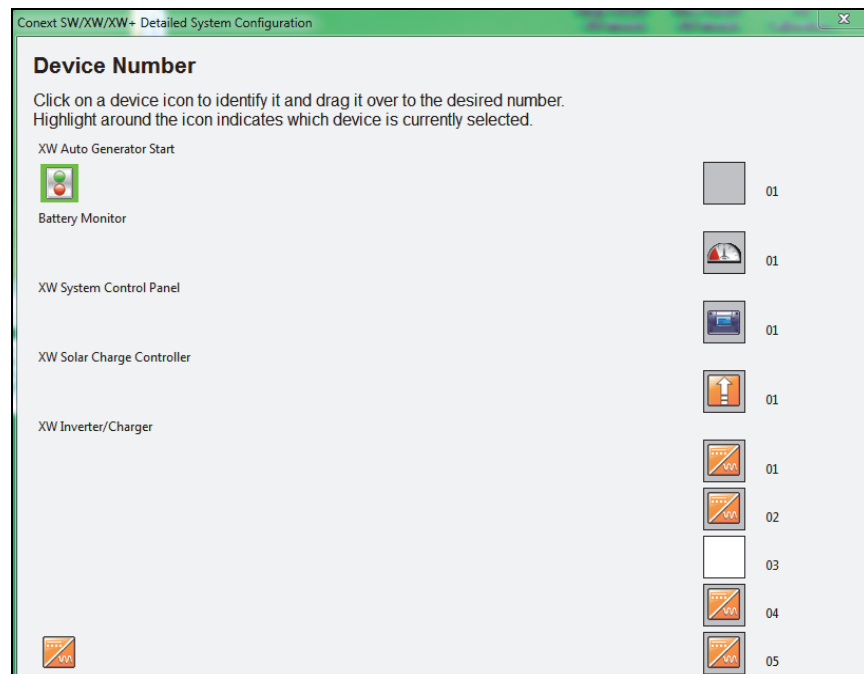 Conext SW/XW/XW+ Detailed System Configuration
Device Number
Click on a device icon to identify it and drag it over to the desired number.
Highlight around the icon indicates which device is currently selected.
XW Auto Generator Start
01
Battery Monitor
01
XW System Control Panel
01
XW Solar Charge Controller
01
XW Inverter/Charger
01
02
03
04
05